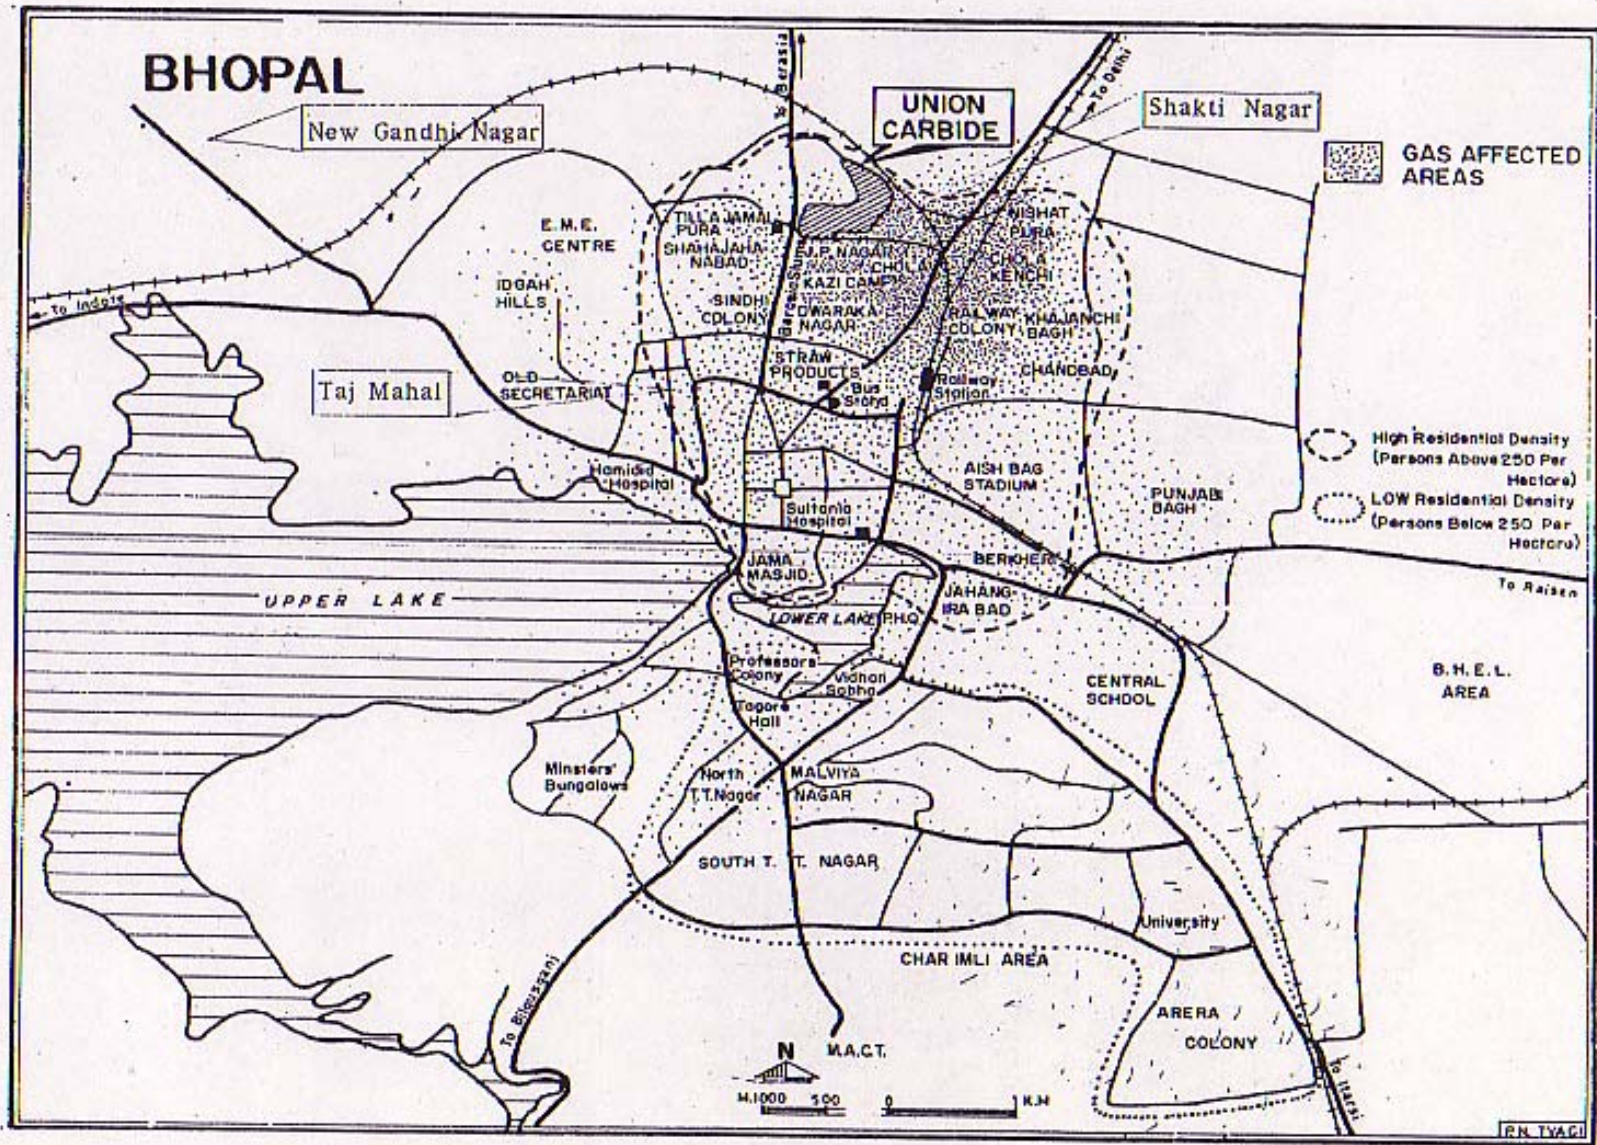 BHOPAL
New Gandhi Nagar
To Berasia
UNION
CARBIDE
To Delhi
Shakti Nagar
GAS AFFECTED
AREAS
E.M.E.
CENTRE
IDGAH
HILLS
To Indore
TILLA JAMAL
PURA
SHAHAJAHA
NABAD
SINDHI
COLONY
J.P. NAGAR
CHOLA
KAZI CAMP
DWARAKA
NAGAR
NISHAT
PURA
CHOLA
KENCHI
RAILWAY
COLONY
KHAJANCHI
BAGH
CHANDBAD
STRAW
PRODUCTS
Bus
Stand
Railway
Station
Taj Mahal
OLD
SECRETARIAT
Hamidia
Hospital
Sultania
Hospital
AISH BAG
STADIUM
PUNJABI
BAGH
High Residential Density
(Persons Above 250 Per
Hectare)
LOW Residential Density
(Persons Below 250 Per
Hectare)
JAMA
MASJID
BERKHERI
JAHANG-
IRA BAD
To Raisen
UPPER LAKE
LOWER LAKE
P.H.Q.
Professors
Colony
Vidhan
Sabha
Tagore
Hall
CENTRAL
SCHOOL
B.H.E.L.
AREA
Minsters'
Bungalows
North
T.T.Nagar
MALVIYA
NAGAR
SOUTH T. T. NAGAR
University
CHAR IMLI AREA
ARERA
COLONY
To Itarsi
M.A.C.T.
N
M.1000 500 0 1 K.M
P.N. TYAGI